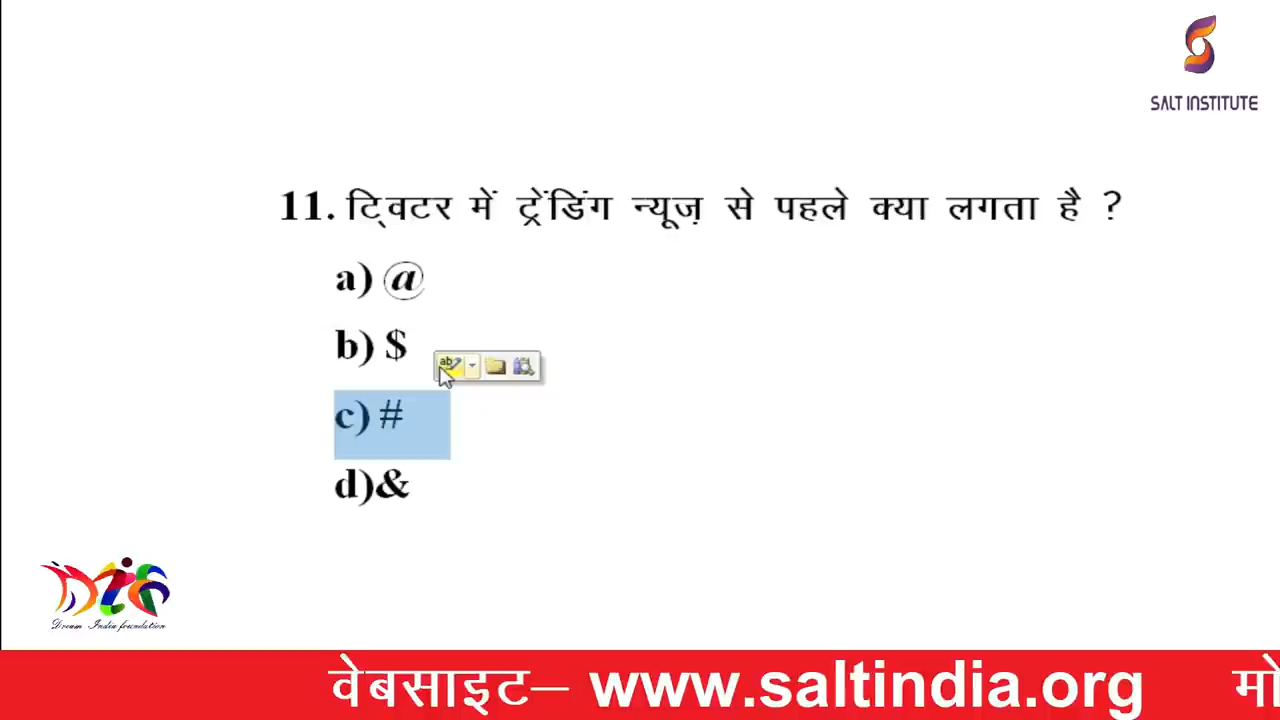 SALT INSTITUTE
11. ट्विटर में ट्रेंडिंग न्यूज़ से पहले क्या लगता है ?
a) @
b) $
c) #
d)&
Dream India foundation
वेबसाइट– www.saltindia.org मो